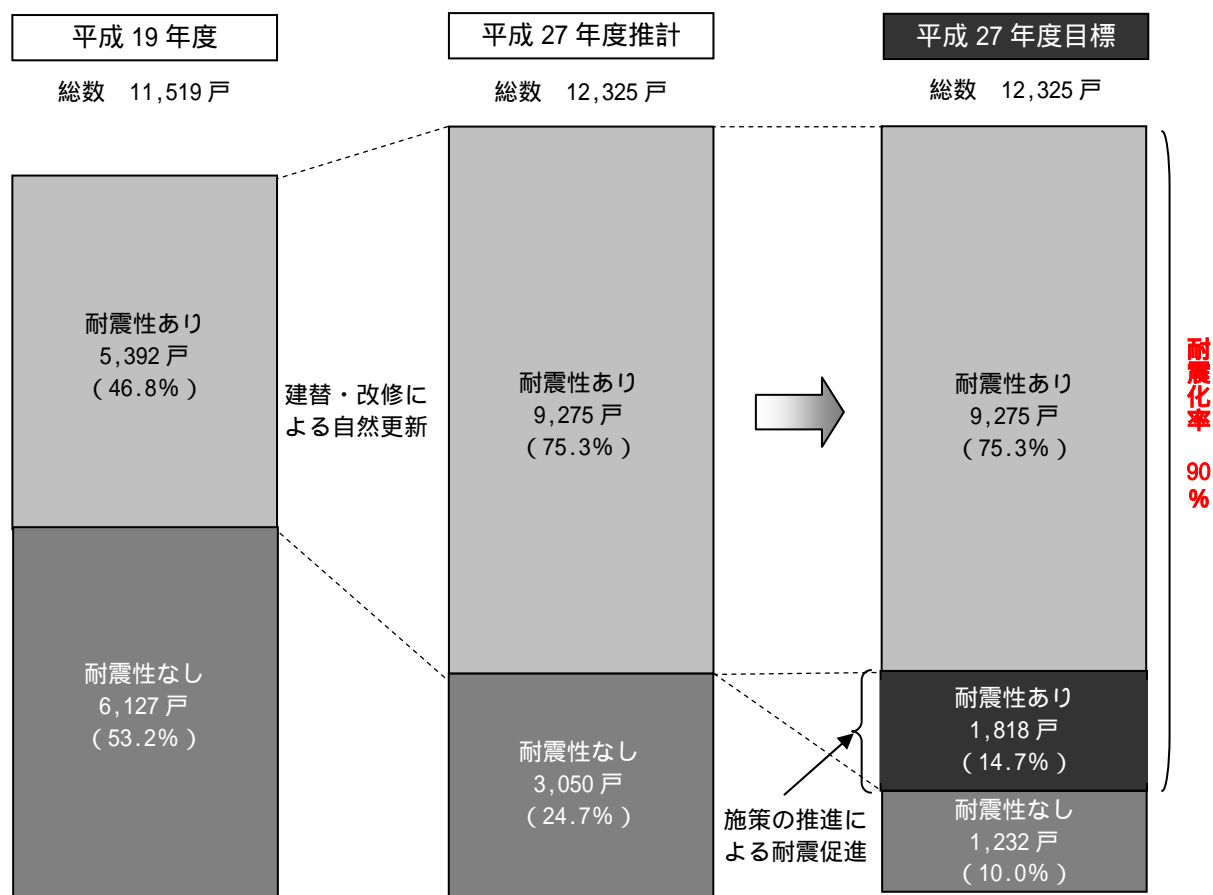 平成 19 年度
総数 11,519 戸
耐震性あり
5,392 戸
(46.8%)
耐震性なし
6,127 戸
(53.2%)
建替・改修に
よる自然更新
平成 27 年度推計
総数 12,325 戸
耐震性あり
9,275 戸
(75.3%)
耐震性なし
3,050 戸
(24.7%)
施策の推進に
よる耐震促進
平成 27 年度目標
総数 12,325 戸
耐震性あり
9,275 戸
(75.3%)
耐震性あり
1,818 戸
(14.7%)
耐震性なし
1,232 戸
(10.0%)
耐震化率 90%